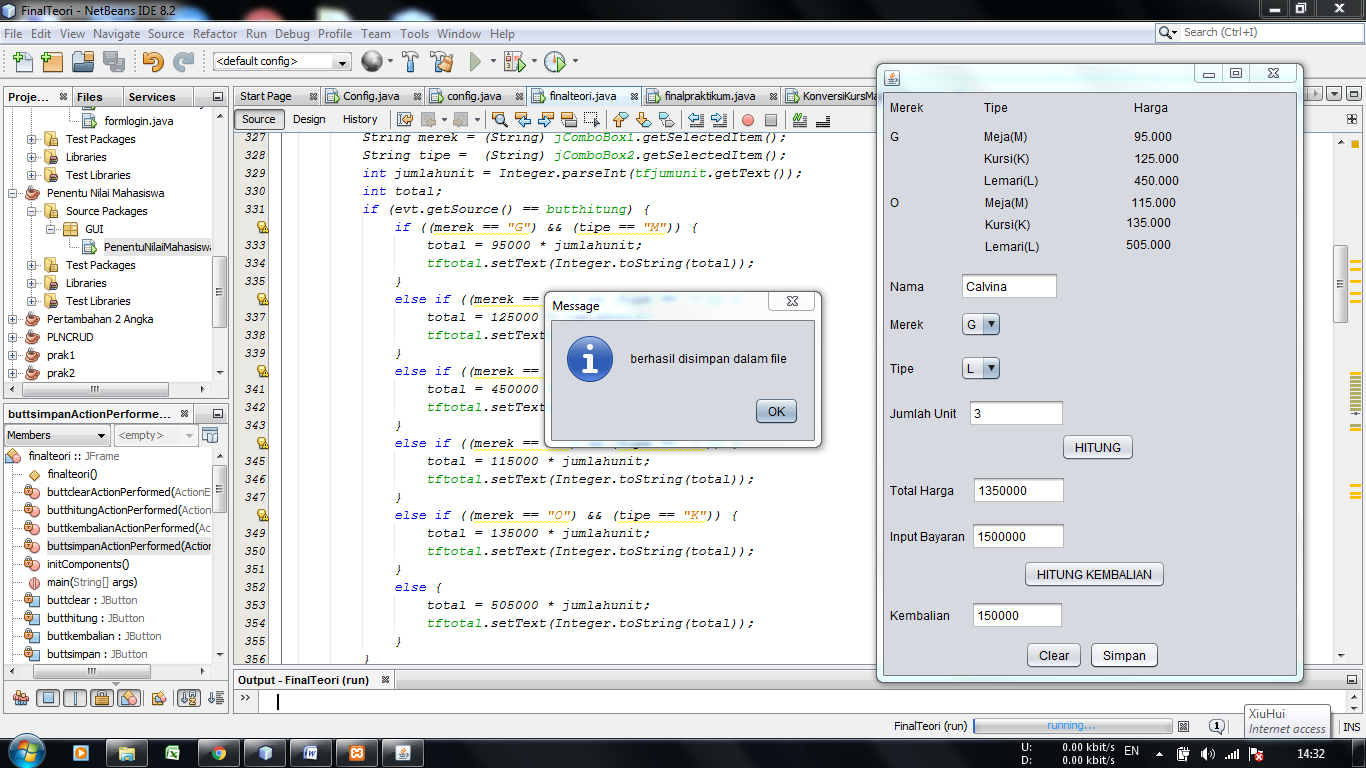 FinalTeori - NetBeans IDE 8.2
File Edit View Navigate Source Refactor Run Debug Profile Team Tools Window Help
Search (Ctrl+I)
<default config>
Proje... Files Services
formlogin.java
Test Packages
Libraries
Test Libraries
Penentu Nilai Mahasiswa
Source Packages
GUI
PenentuNilaiMahasiswa
Test Packages
Libraries
Test Libraries
Pertambahan 2 Angka
PLNCRUD
prak1
prak2
buttsimpanActionPerforme...
Members <empty>
finalteori :: JFrame
finalteori()
buttclearActionPerformed(ActionE
butthitungActionPerformed(Action
buttkembalianActionPerformed(Ac
buttsimpanActionPerformed(Action
initComponents()
main(String[] args)
buttclear : JButton
butthitung : JButton
buttkembalian : JButton
buttsimpan : JButton
Start Page Config.java config.java finalteori.java finalpraktikum.java KonversiKursMa
Source Design History
327 String merek = (String) jComboBox1.getSelectedItem();
328 String tipe = (String) jComboBox2.getSelectedItem();
329 int jumlahunit = Integer.parseInt(tfjumunit.getText());
330 int total;
331 if (evt.getSource() == butthitung) {
if ((merek == "G") && (tipe == "M")) {
333 total = 95000 * jumlahunit;
334 tftotal.setText(Integer.toString(total));
335 }
else if ((merek ==
337 total = 125000
338 tftotal.setText
339 }
else if ((merek ==
341 total = 450000
342 tftotal.setText
343 }
else if ((merek ==
345 total = 115000 * jumlahunit;
346 tftotal.setText(Integer.toString(total));
347 }
else if ((merek == "O") && (tipe == "K")) {
349 total = 135000 * jumlahunit;
350 tftotal.setText(Integer.toString(total));
351 }
352 else {
353 total = 505000 * jumlahunit;
354 tftotal.setText(Integer.toString(total));
355 }
356 }
Message
berhasil disimpan dalam file
OK
Merek Tipe Harga
G Meja(M) 95.000
Kursi(K) 125.000
Lemari(L) 450.000
O Meja(M) 115.000
Kursi(K) 135.000
Lemari(L) 505.000
Nama Calvina
Merek G
Tipe L
Jumlah Unit 3
HITUNG
Total Harga 1350000
Input Bayaran 1500000
HITUNG KEMBALIAN
Kembalian 150000
Clear Simpan
Output - FinalTeori (run)
>>
FinalTeori (run) running... 1 INS
XiuHui
Internet access
U: 0.00 kbit/s
D: 0.00 kbit/s
EN
14:32